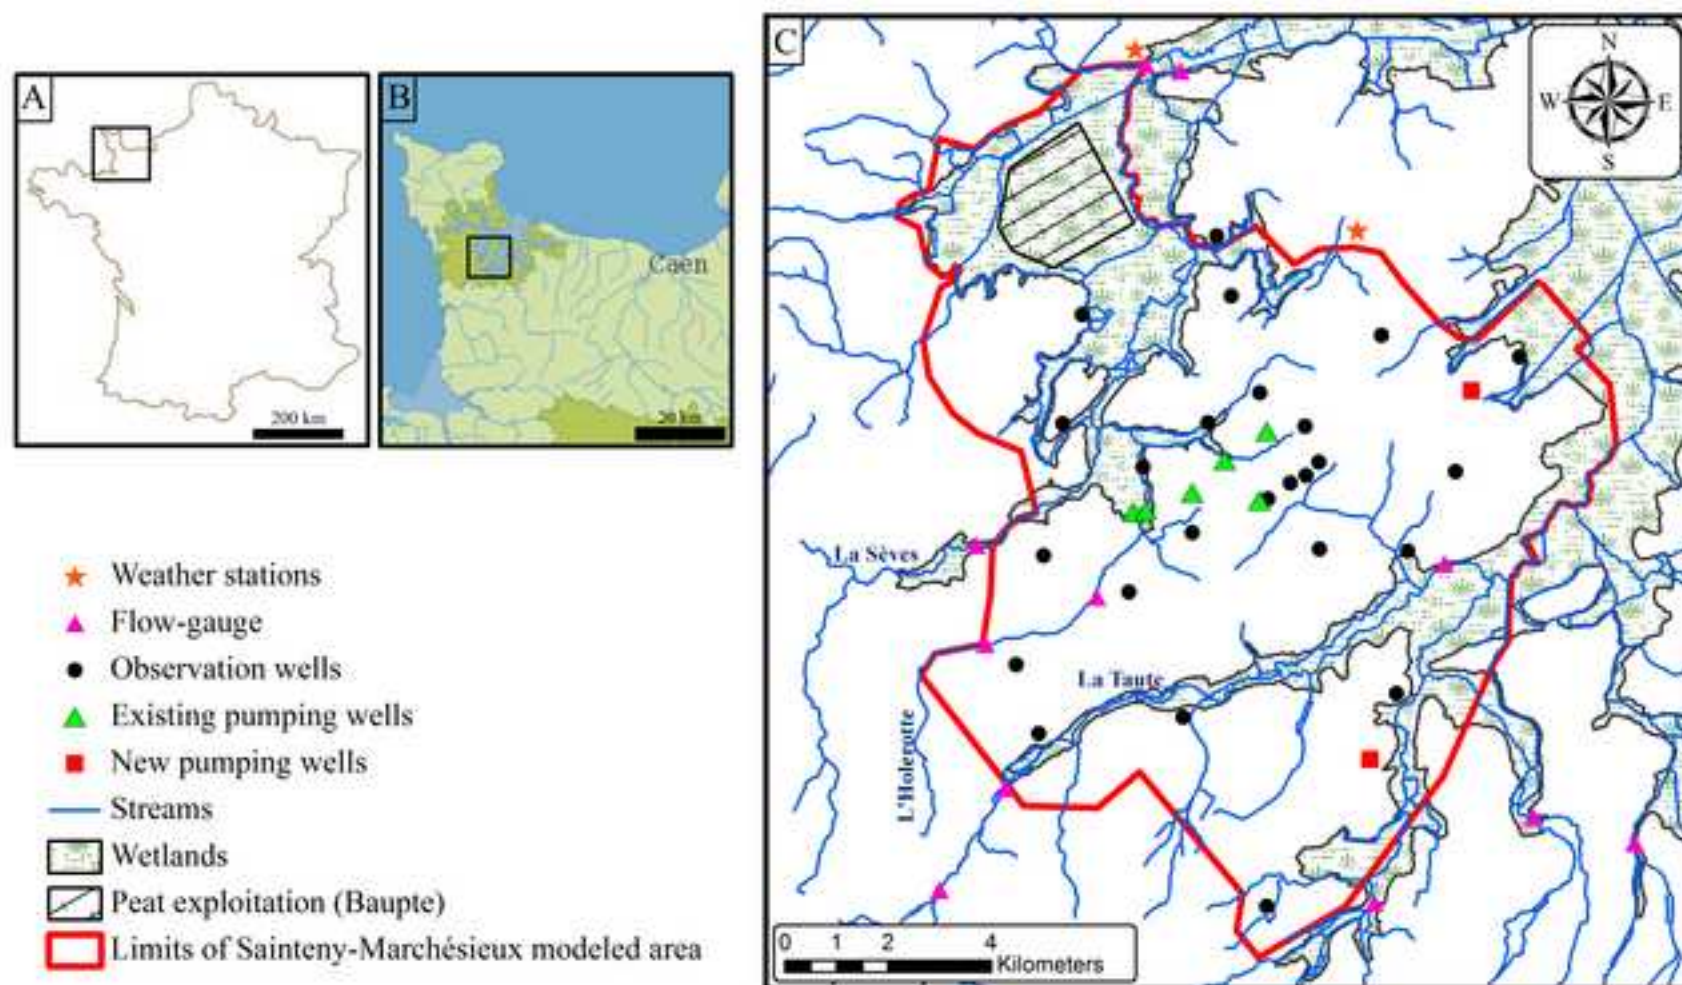 A
200 km
B
Caen
20 km
C
N
W
E
S
La Sèves
La Taute
L'Holerotte
0 1 2 4
Kilometers
Weather stations
Flow-gauge
Observation wells
Existing pumping wells
New pumping wells
Streams
Wetlands
Peat exploitation (Baupte)
Limits of Sainteny-Marchésieux modeled area